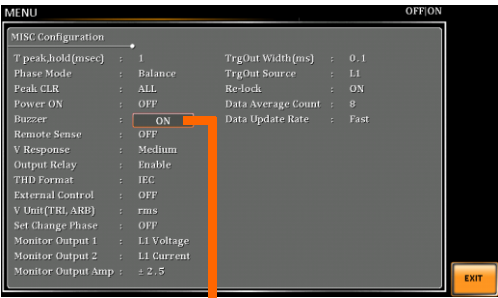 MENU OFF|ON
MISC Configuration
T peak,hold(msec) : 1
Phase Mode : Balance
Peak CLR : ALL
Power ON : OFF
Buzzer : ON
Remote Sense : OFF
V Response : Medium
Output Relay : Enable
THD Format : IEC
External Control : OFF
V Unit(TRI, ARB) : rms
Set Change Phase : OFF
Monitor Output 1 : L1 Voltage
Monitor Output 2 : L1 Current
Monitor Output Amp : ± 2.5
TrgOut Width(ms) : 0.1
TrgOut Source : L1
Re-lock : ON
Data Average Count : 8
Data Update Rate : Fast
EXIT